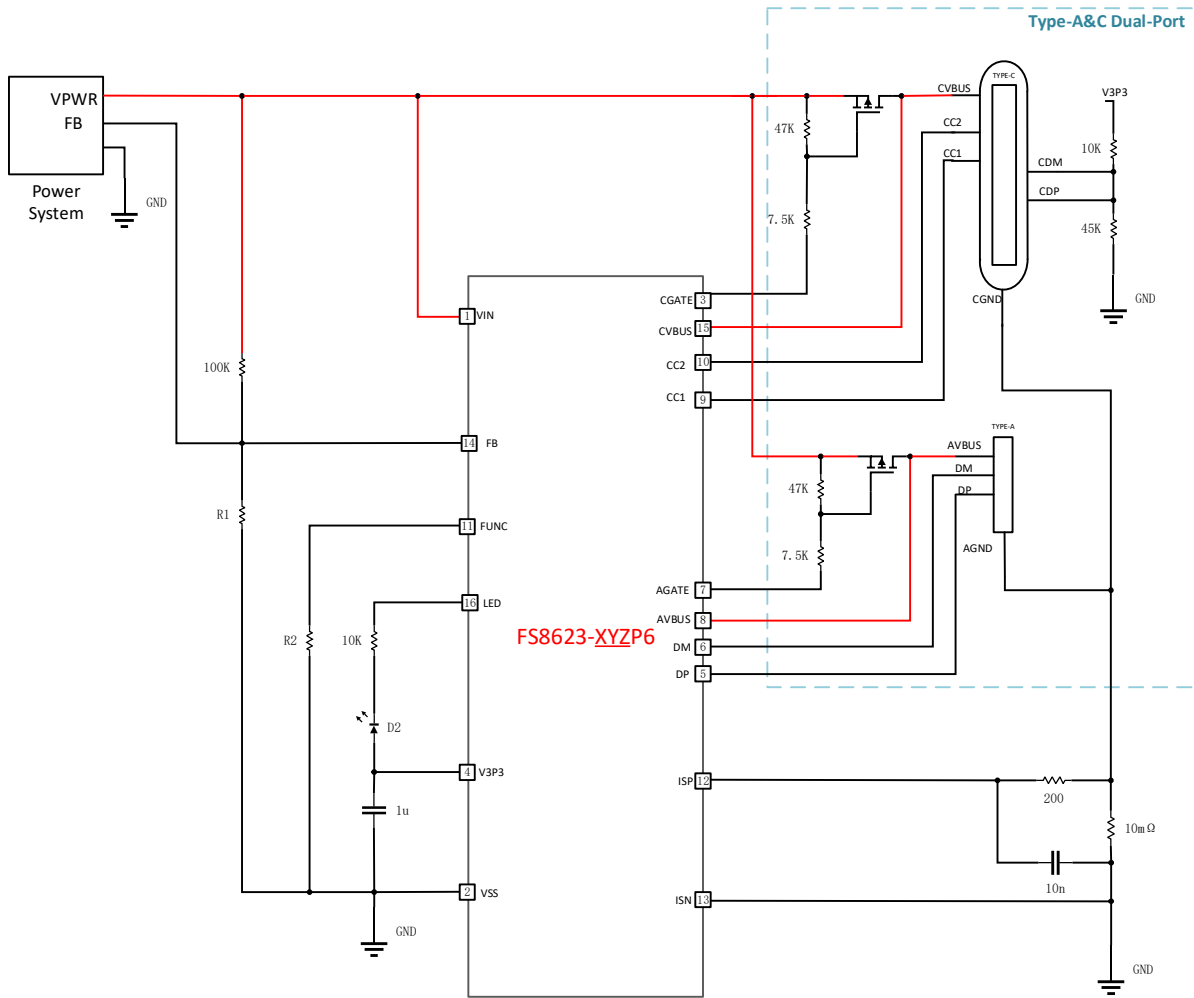 Type-A&C Dual-Port
VPWR
FB
Power
System
GND
100K
R1
R2
10K
D2
1u
GND
1
VIN
14
FB
11
FUNC
16
LED
4
V3P3
2
VSS
FS8623-XYZP6
CGATE 3
CVBUS 15
CC2 10
CC1 9
AGATE 7
AVBUS 8
DM 6
DP 5
ISP 12
ISN 13
47K
7.5K
CVBUS
CC2
CC1
TYPE-C
CGND
V3P3
10K
CDM
CDP
45K
GND
47K
7.5K
AVBUS
DM
DP
TYPE-A
AGND
200
10mΩ
10n
GND